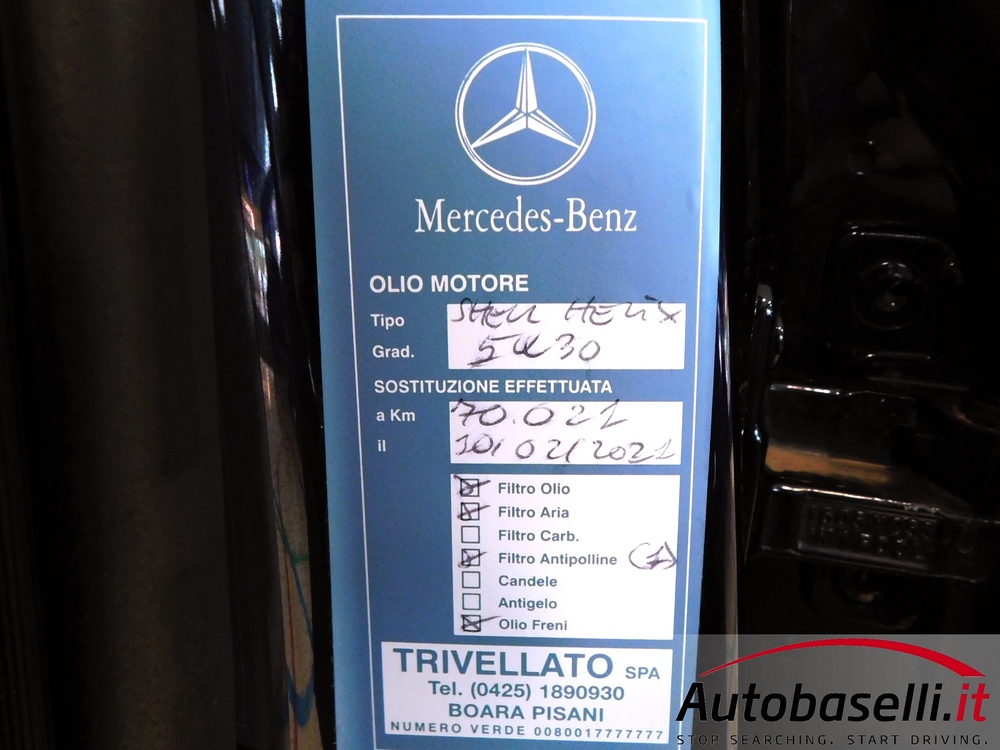 Mercedes-Benz
OLIO MOTORE
Tipo SHELL HELIX
Grad. 5W30
SOSTITUZIONE EFFETTUATA
a Km 70.021
il 10/02/2021
Filtro Olio
Filtro Aria
Filtro Carb.
Filtro Antipolline (1)
Candele
Antigelo
Olio Freni
TRIVELLATO SPA
Tel. (0425) 1890930
BOARA PISANI
NUMERO VERDE 0080017777777
Autobaselli.it
STOP SEARCHING. START DRIVING.